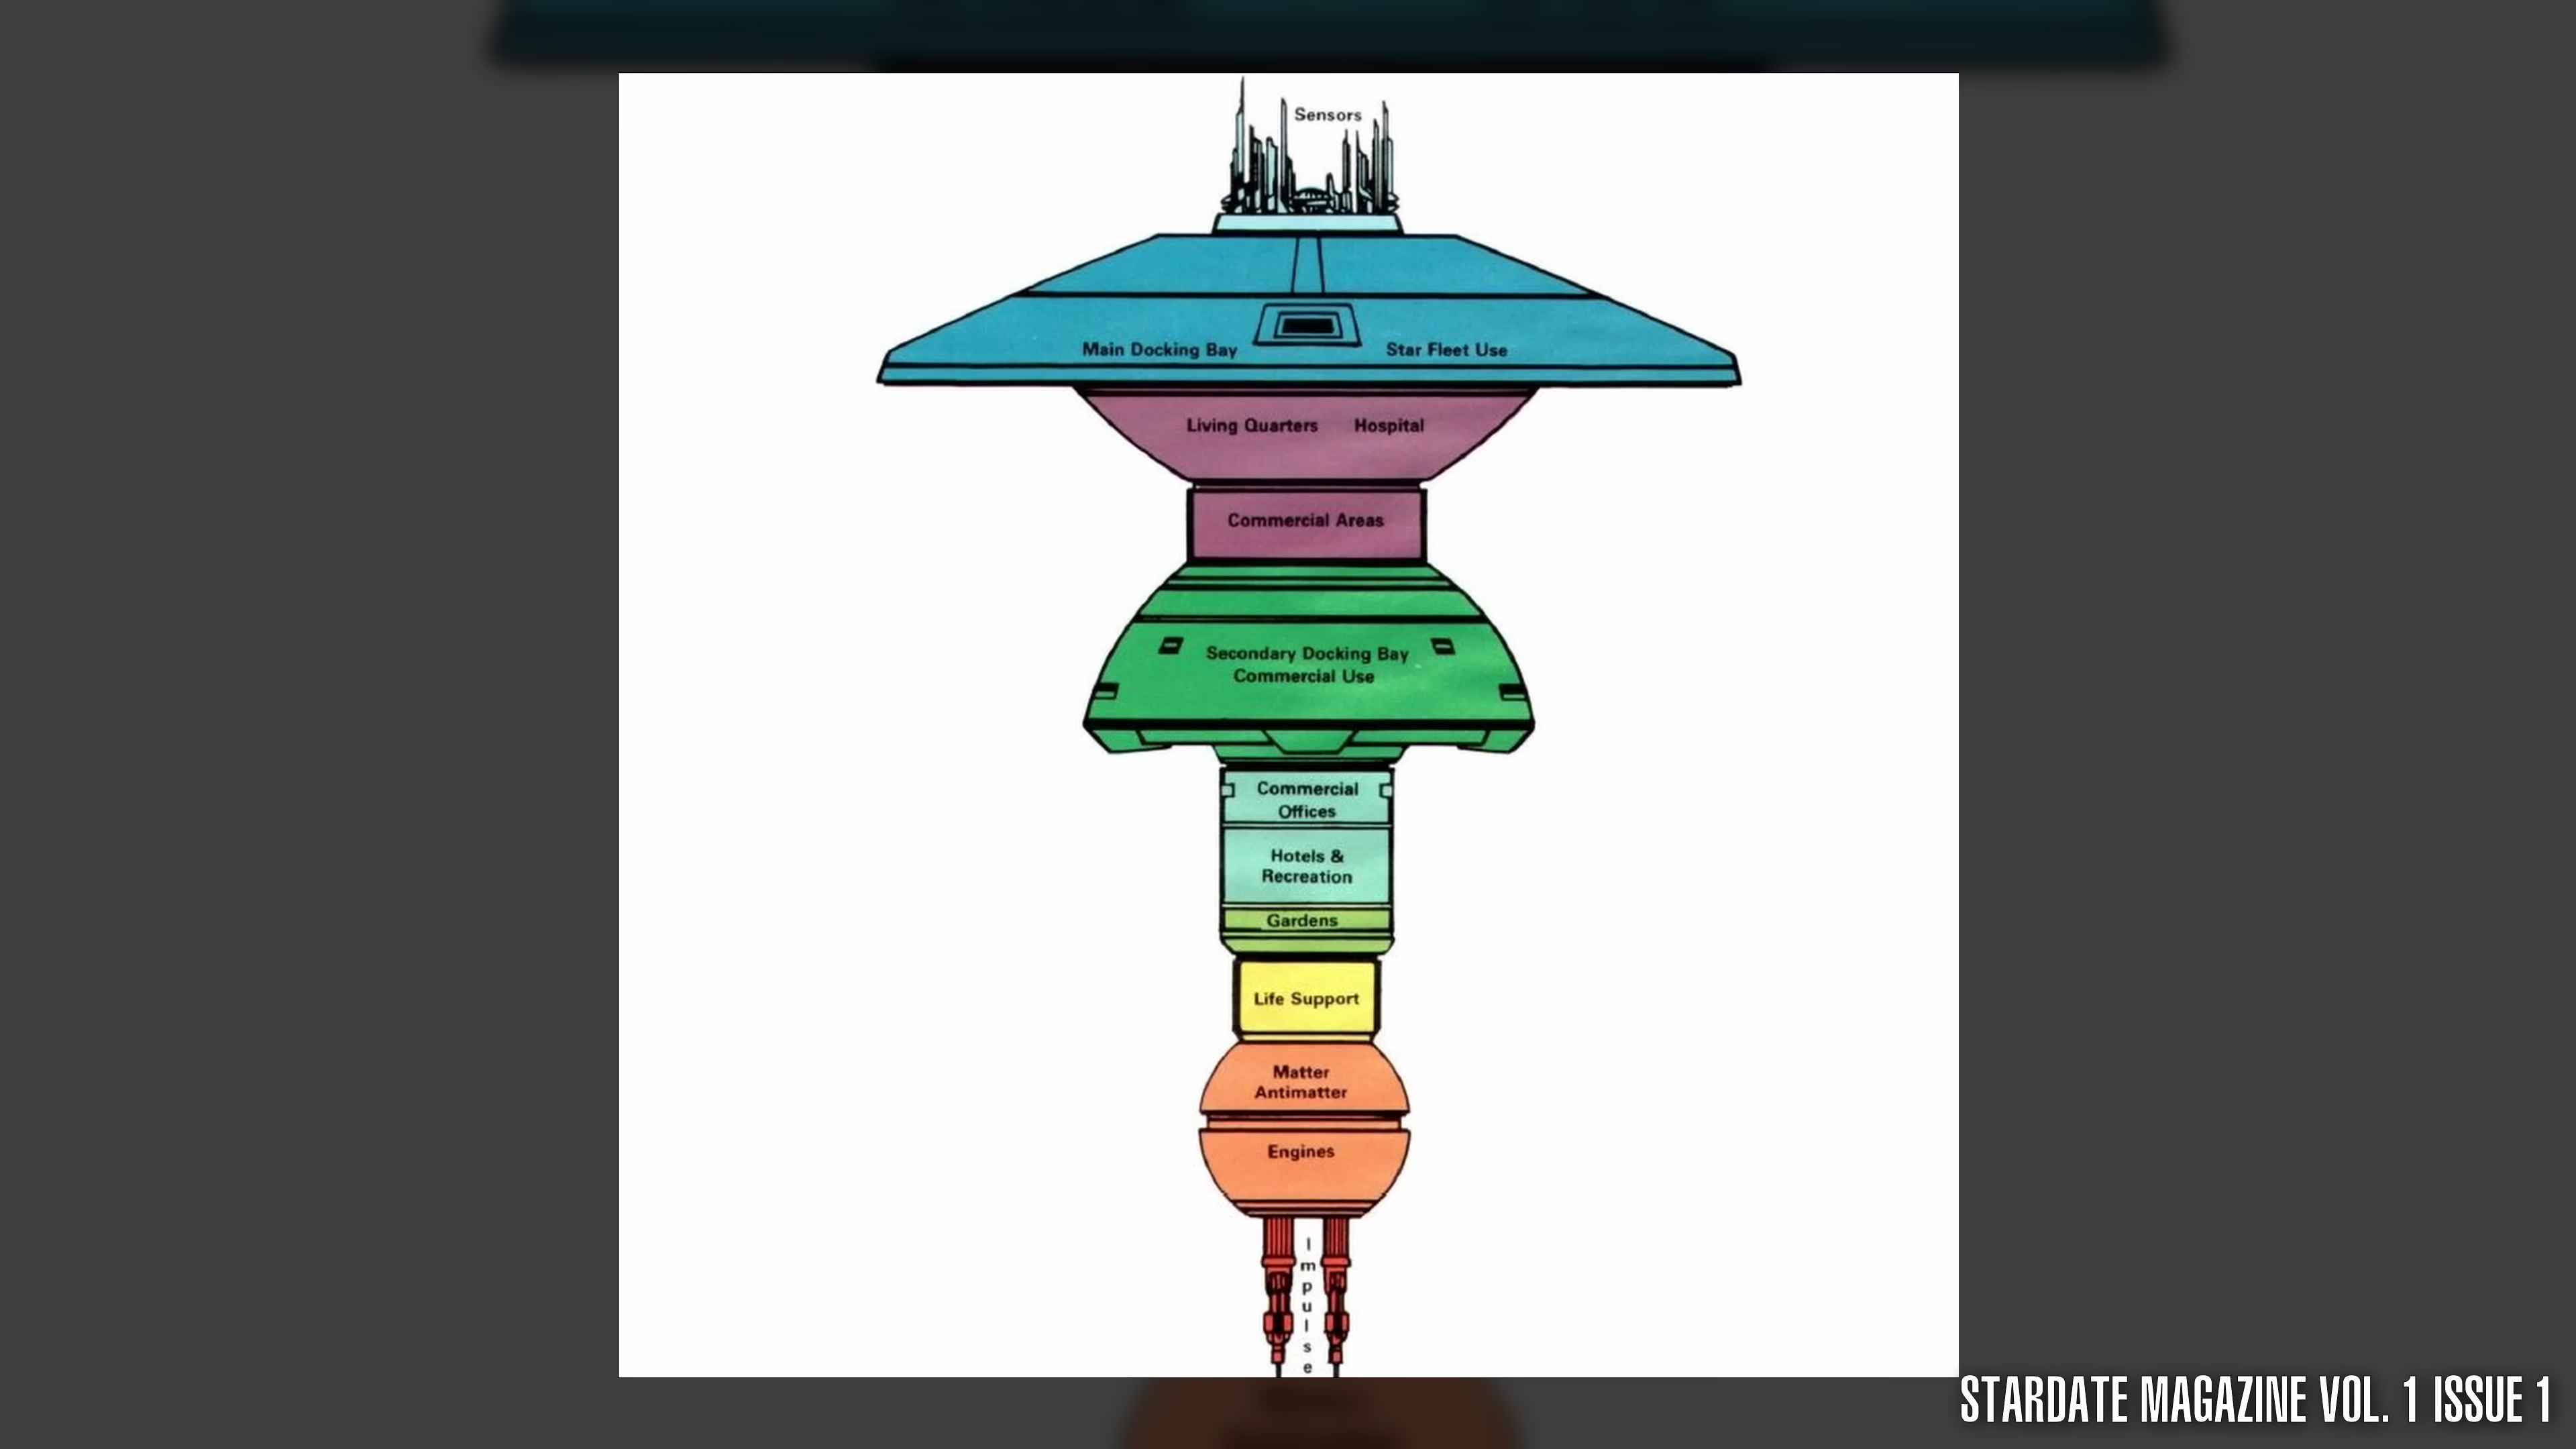 Sensors
Main Docking Bay
Star Fleet Use
Living Quarters
Hospital
Commercial Areas
Secondary Docking Bay
Commercial Use
Commercial
Offices
Hotels &
Recreation
Gardens
Life Support
Matter
Antimatter
Engines
Impulse
STARDATE MAGAZINE VOL. 1 ISSUE 1